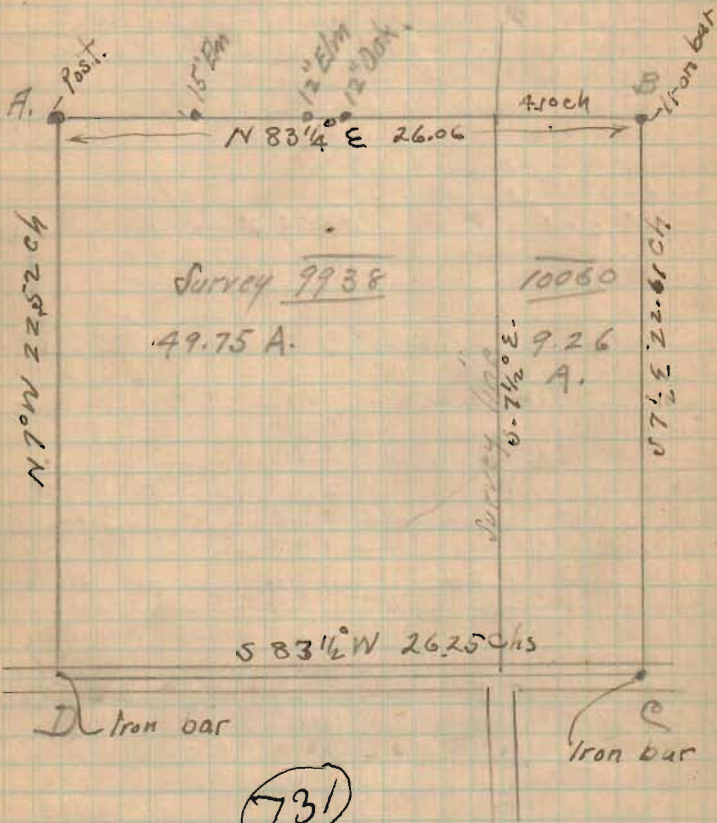 A. Post.
15" Elm
12" Elm
12" D.Oak.
B Iron bar
4.10 ch
N 83¼° E 26.06
N 7° W 22.52 ch
Survey 9938
49.75 A.
10060
9.26
A.
Survey line
S-7½° E.
S 7½ E 22.61 Ch
S 83½° W 26.25 Chs
D Iron bar
C
Iron bar
731